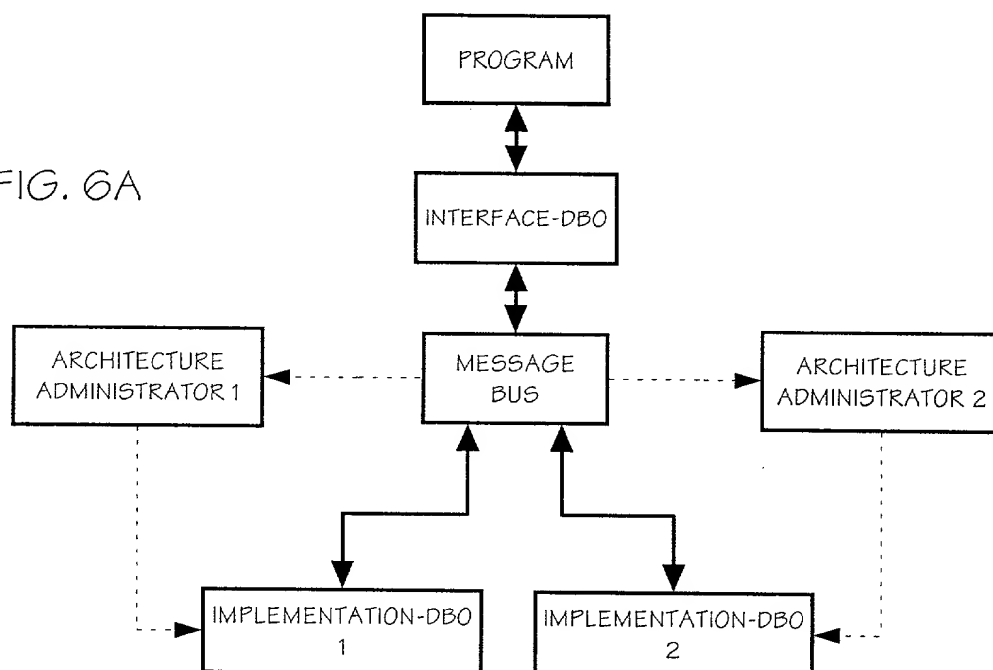 PROGRAM
FIG. 6A
INTERFACE-DBO
ARCHITECTURE
ADMINISTRATOR 1
MESSAGE
BUS
ARCHITECTURE
ADMINISTRATOR 2
IMPLEMENTATION-DBO
1
IMPLEMENTATION-DBO
2